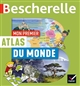 Bescherelle
MON PREMIER
ATLAS
DU MONDE